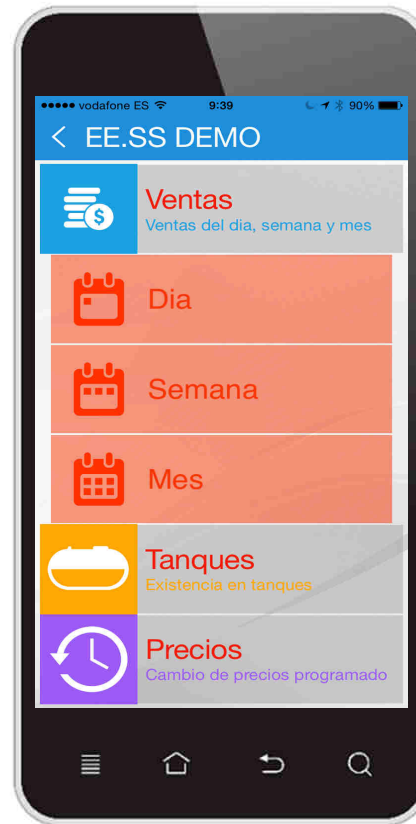 vodafone ES 9:39 90%
< EE.SS DEMO
Ventas
Ventas del dia, semana y mes
Dia
Semana
Mes
Tanques
Existencia en tanques
Precios
Cambio de precios programado